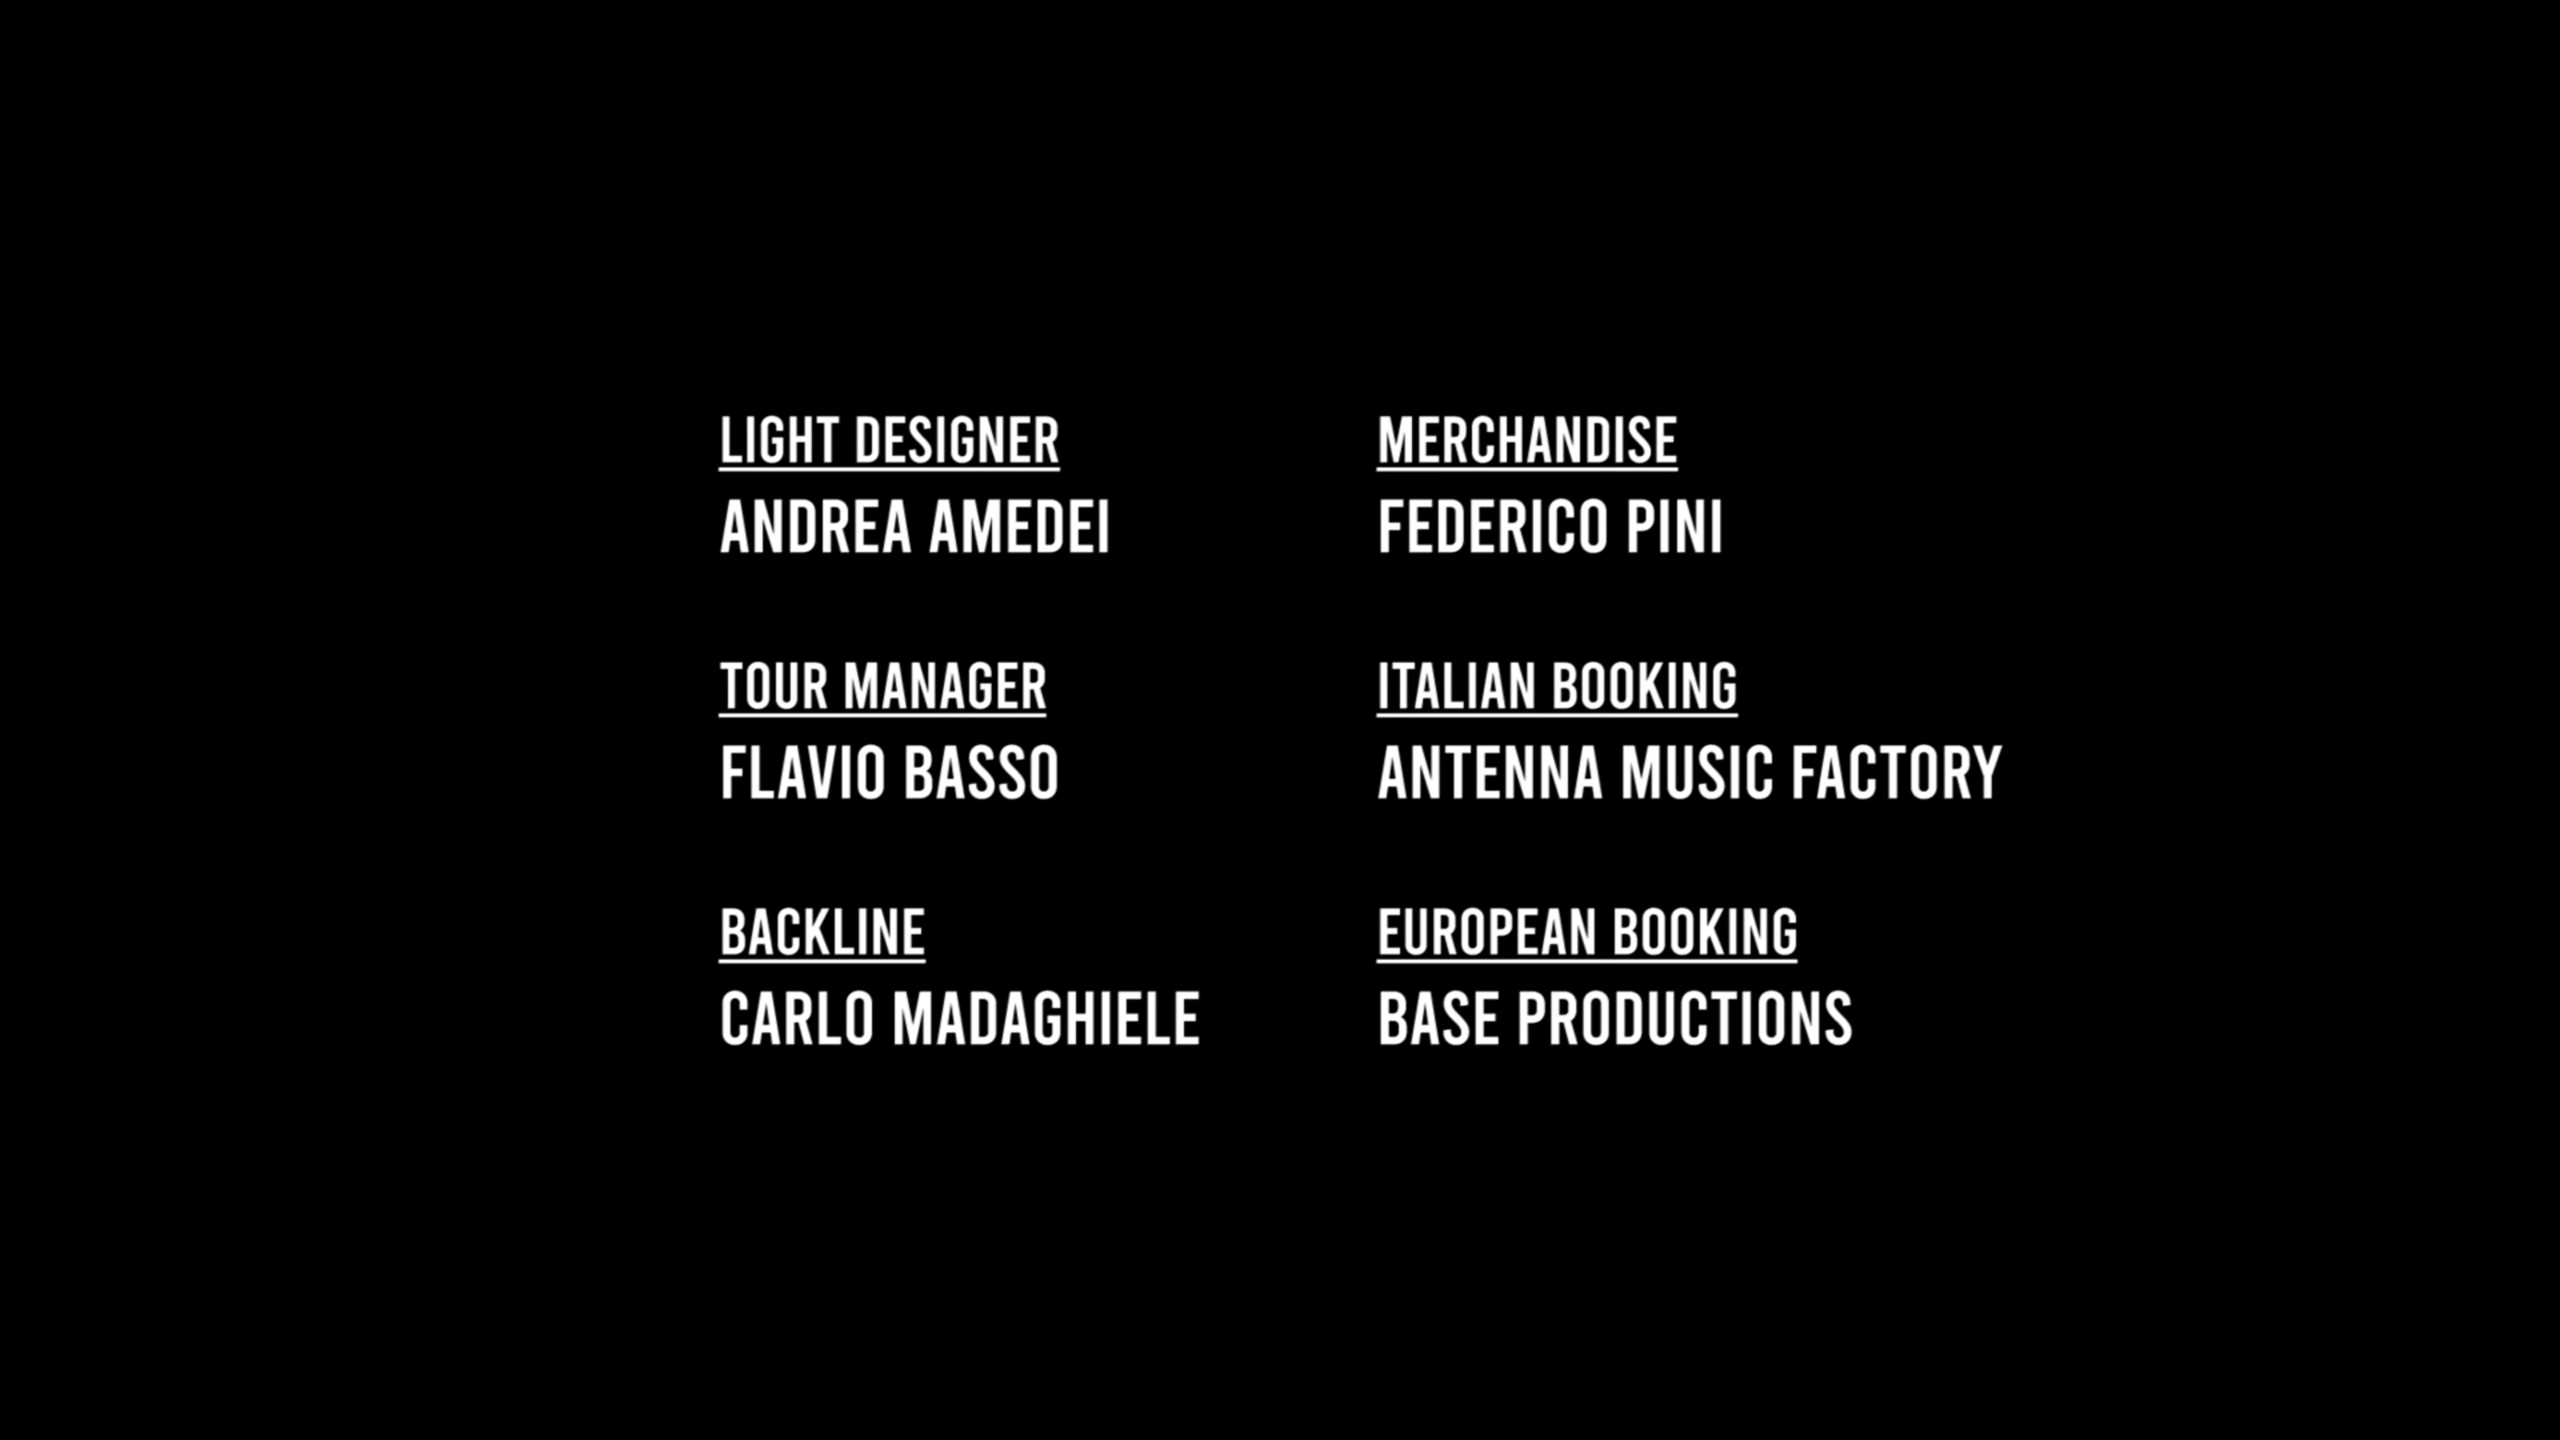 LIGHT DESIGNER
ANDREA AMEDEI
TOUR MANAGER
FLAVIO BASSO
BACKLINE
CARLO MADAGHIELE
MERCHANDISE
FEDERICO PINI
ITALIAN BOOKING
ANTENNA MUSIC FACTORY
EUROPEAN BOOKING
BASE PRODUCTIONS